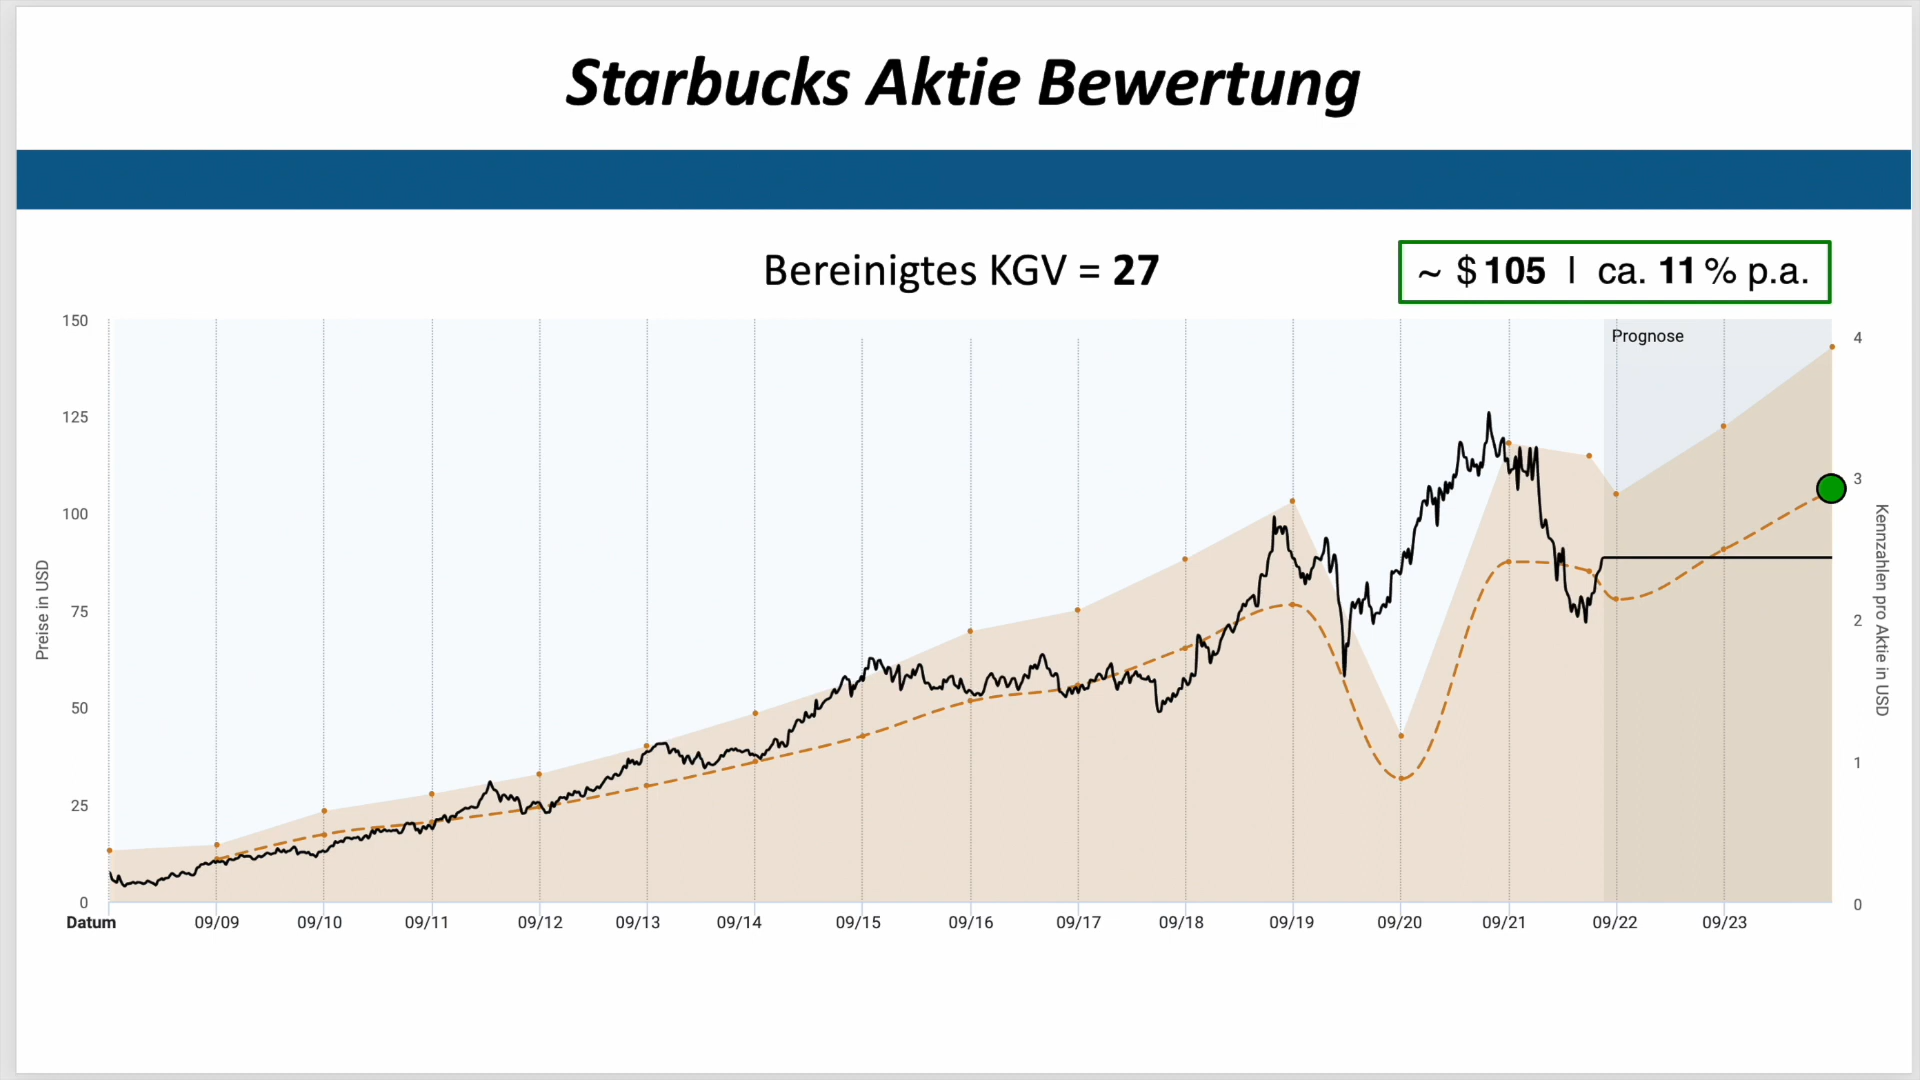 Starbucks Aktie Bewertung
Bereinigtes KGV = 27
~ $ 105 | ca. 11 % p.a.
Prognose
150
125
100
75
50
25
0
Preise in USD
4
3
2
1
0
Kennzahlen pro Aktie in USD
Datum 09/09 09/10 09/11 09/12 09/13 09/14 09/15 09/16 09/17 09/18 09/19 09/20 09/21 09/22 09/23